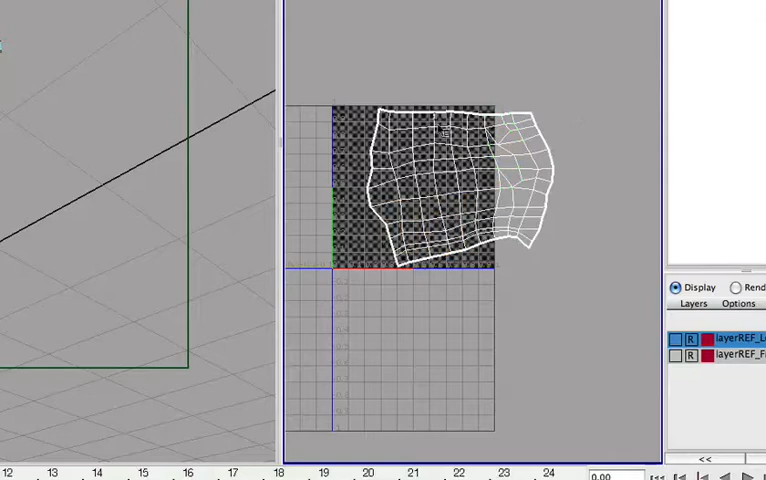 Display Rend
Layers Options
R layerREF_L
R layerREF_F
<<
12 13 14 15 16 17 18 19 20 21 22 23 24 0.00